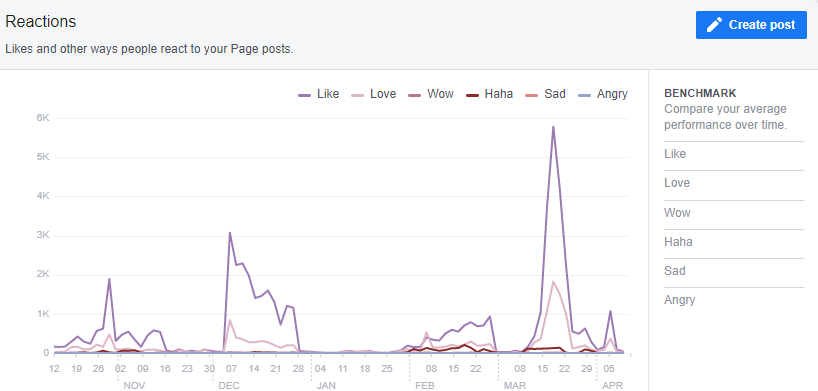 Reactions
Create post
Likes and other ways people react to your Page posts.
Like Love Wow Haha Sad Angry
BENCHMARK
Compare your average
performance over time.
Like
Love
Wow
Haha
Sad
Angry
6K
5K
4K
3K
2K
1K
0
12 19 26 02 09 16 23 30 07 14 21 28 04 11 18 25 08 15 22 08 15 22 29 05
NOV DEC JAN FEB MAR APR